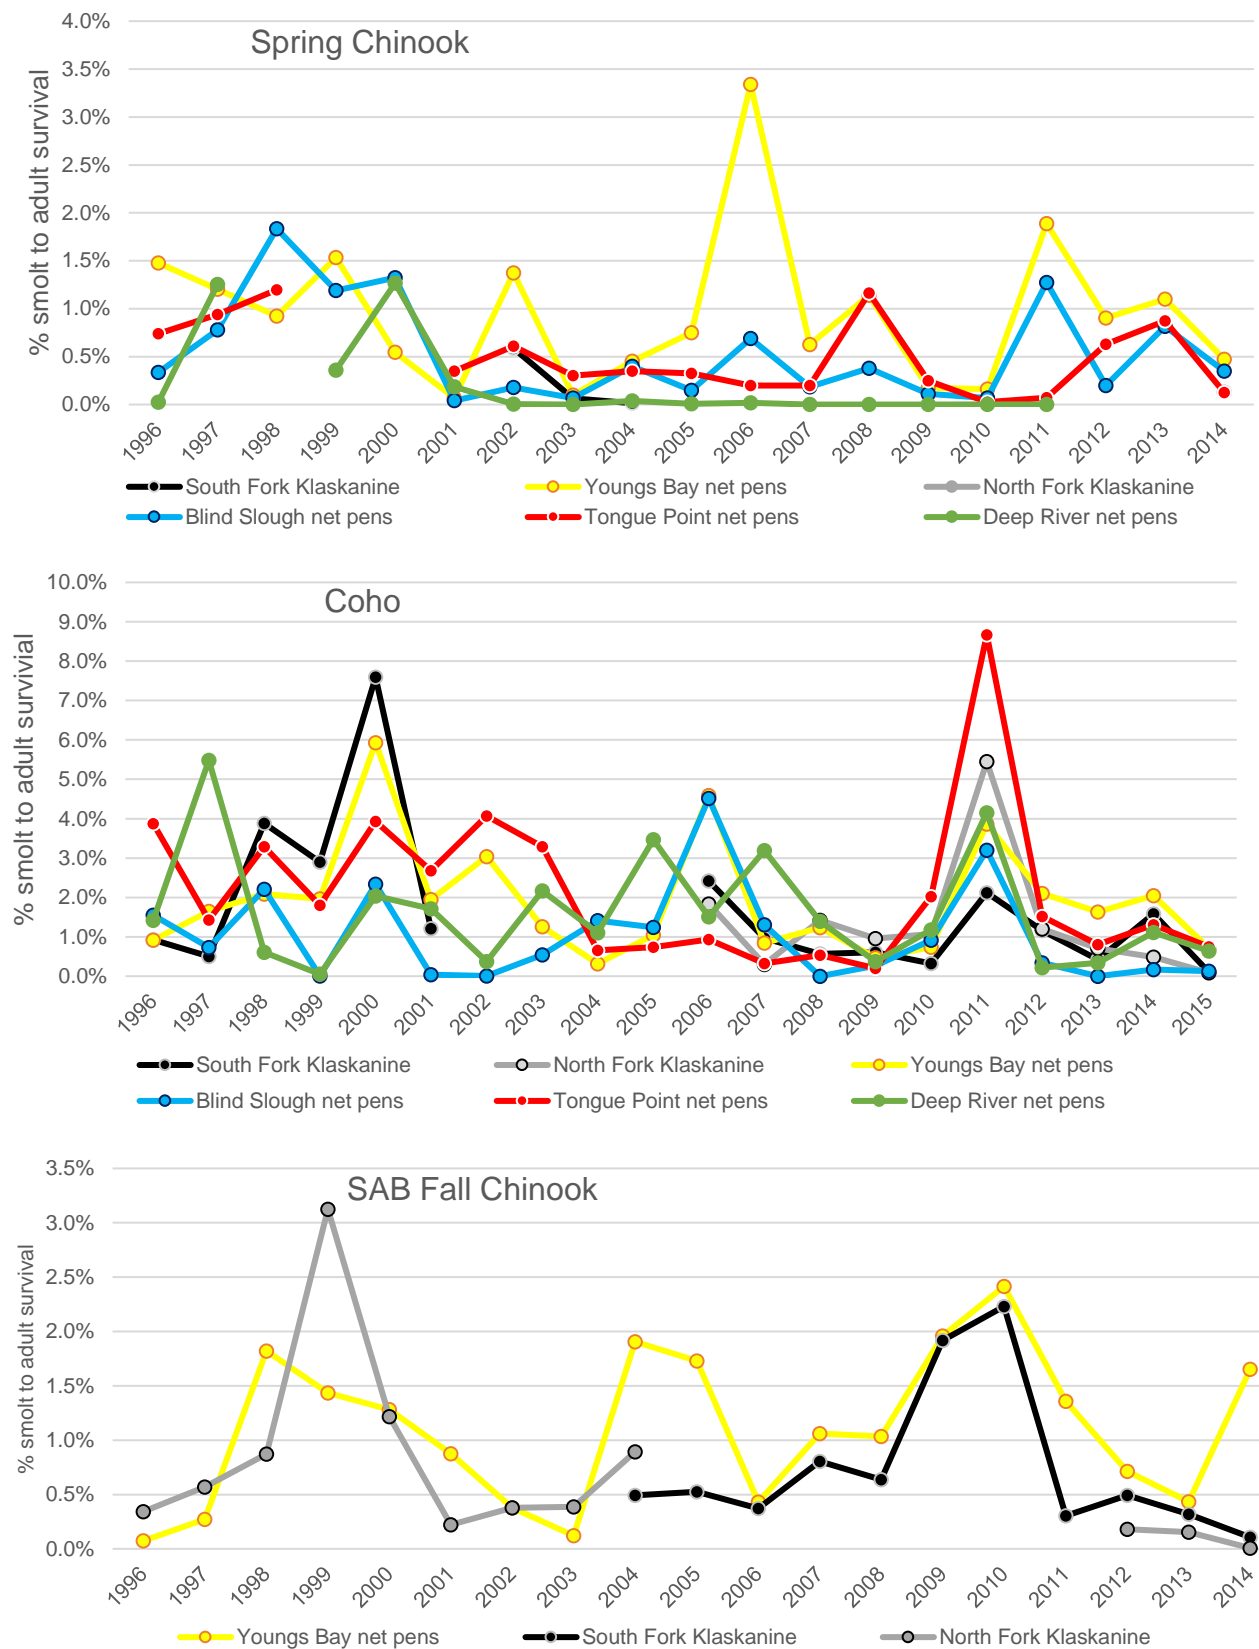 4.0%
Spring Chinook
3.5%
3.0%
2.5%
2.0%
1.5%
1.0%
0.5%
0.0%
% smolt to adult survival
1996 1997 1998 1999 2000 2001 2002 2003 2004 2005 2006 2007 2008 2009 2010 2011 2012 2013 2014
South Fork Klaskanine Youngs Bay net pens North Fork Klaskanine
Blind Slough net pens Tongue Point net pens Deep River net pens
10.0%
Coho
9.0%
8.0%
7.0%
6.0%
5.0%
4.0%
3.0%
2.0%
1.0%
0.0%
% smolt to adult survivial
1996 1997 1998 1999 2000 2001 2002 2003 2004 2005 2006 2007 2008 2009 2010 2011 2012 2013 2014 2015
South Fork Klaskanine North Fork Klaskanine Youngs Bay net pens
Blind Slough net pens Tongue Point net pens Deep River net pens
3.5%
SAB Fall Chinook
3.0%
2.5%
2.0%
1.5%
1.0%
0.5%
0.0%
% smolt to adult survival
1996 1997 1998 1999 2000 2001 2002 2003 2004 2005 2006 2007 2008 2009 2010 2011 2012 2013 2014
Youngs Bay net pens South Fork Klaskanine North Fork Klaskanine